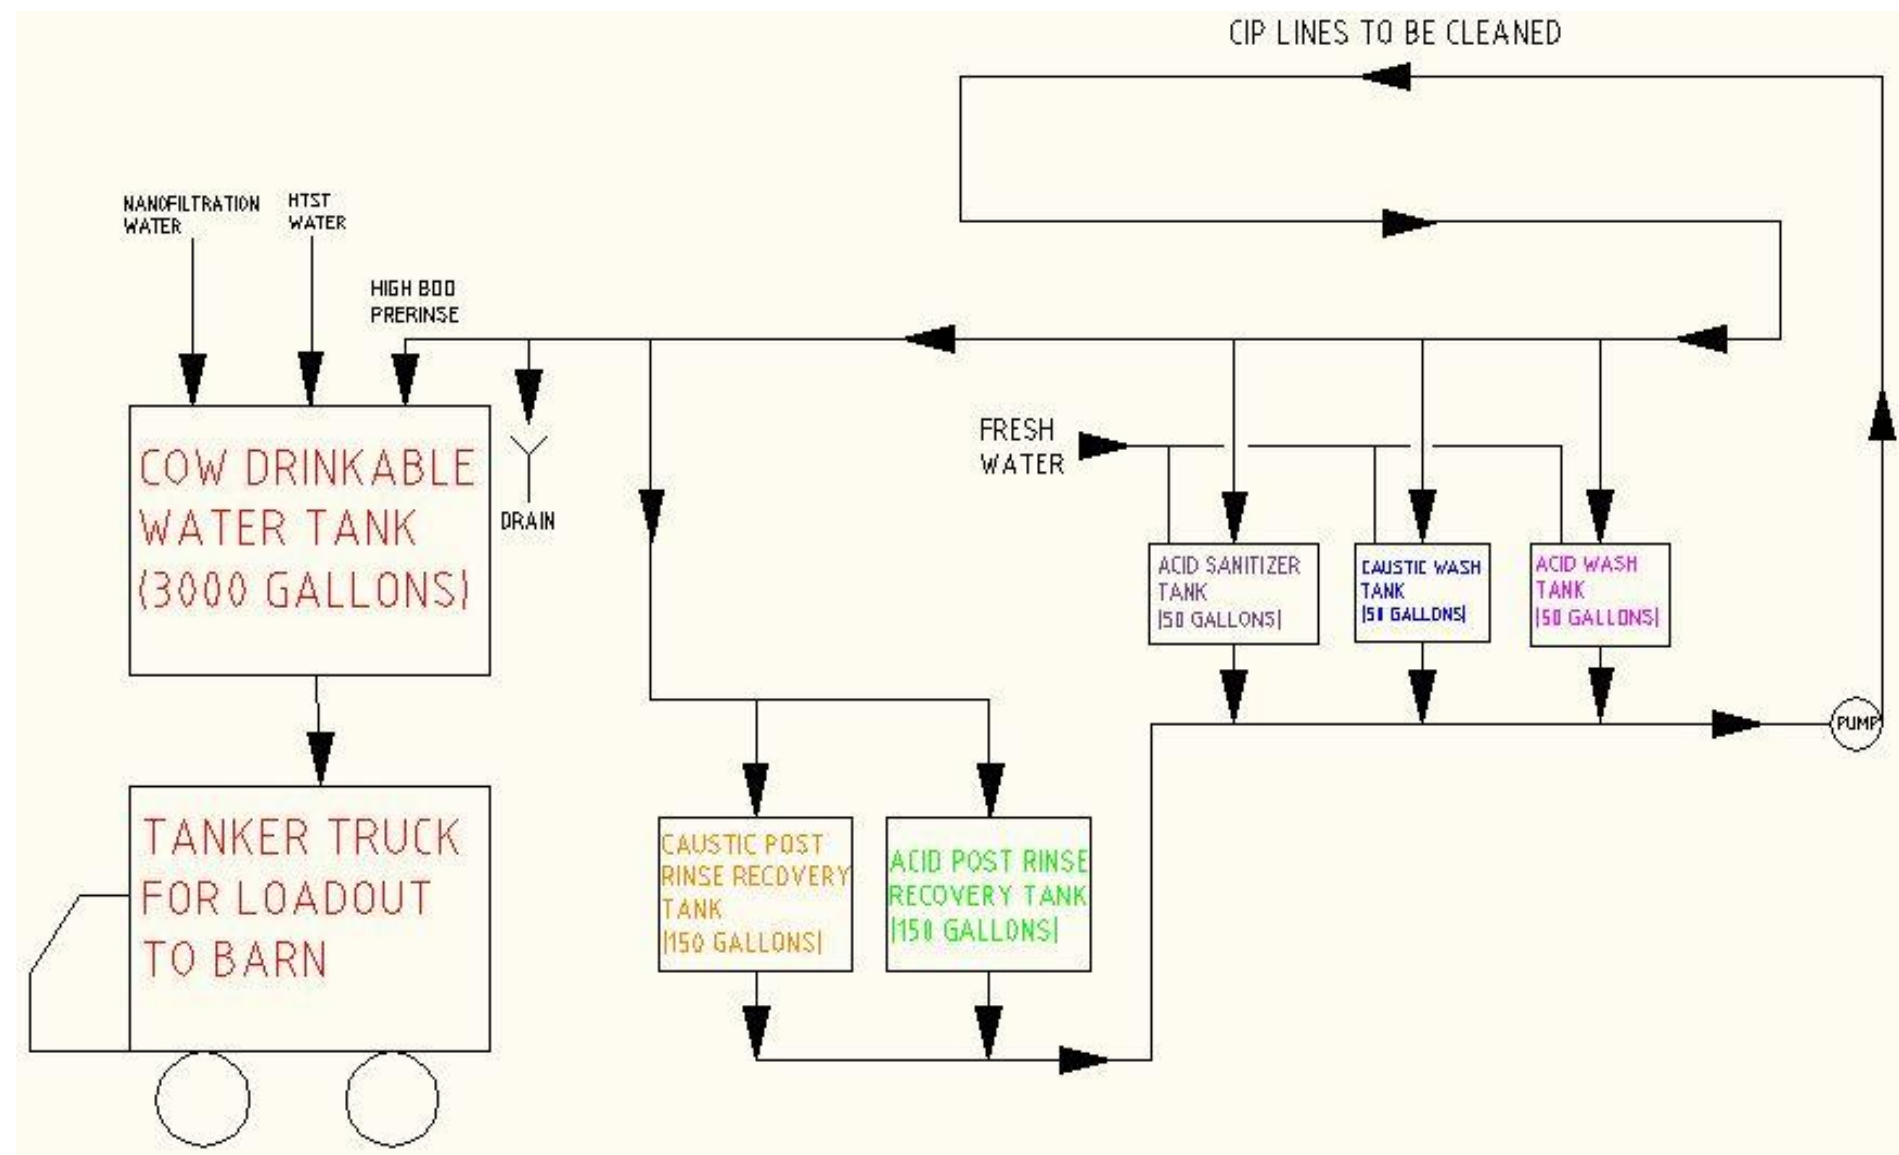 CIP LINES TO BE CLEANED
NANOFILTRATION
WATER
HTST
WATER
HIGH BOD
PRERINSE
COW DRINKABLE
WATER TANK
(3000 GALLONS)
DRAIN
FRESH
WATER
ACID SANITIZER
TANK
(50 GALLONS)
CAUSTIC WASH
TANK
(50 GALLONS)
ACID WASH
TANK
(50 GALLONS)
PUMP
TANKER TRUCK
FOR LOADOUT
TO BARN
CAUSTIC POST
RINSE RECOVERY
TANK
(150 GALLONS)
ACID POST RINSE
RECOVERY TANK
(150 GALLONS)